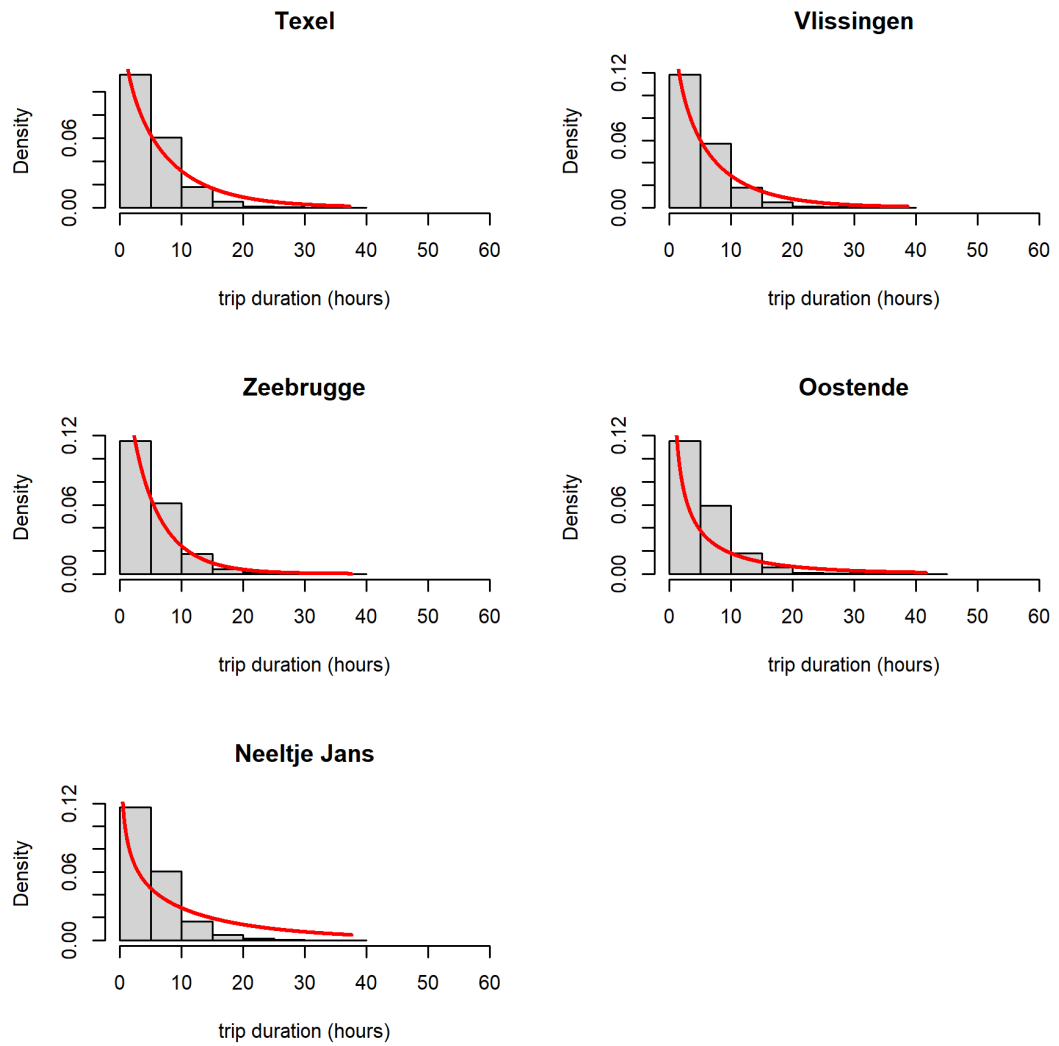 Texel
Density
0.00 0.06
0 10 20 30 40 50 60
trip duration (hours)
Vlissingen
Density
0.00 0.06 0.12
0 10 20 30 40 50 60
trip duration (hours)
Zeebrugge
Density
0.00 0.06 0.12
0 10 20 30 40 50 60
trip duration (hours)
Oostende
Density
0.00 0.06 0.12
0 10 20 30 40 50 60
trip duration (hours)
Neeltje Jans
Density
0.00 0.06 0.12
0 10 20 30 40 50 60
trip duration (hours)